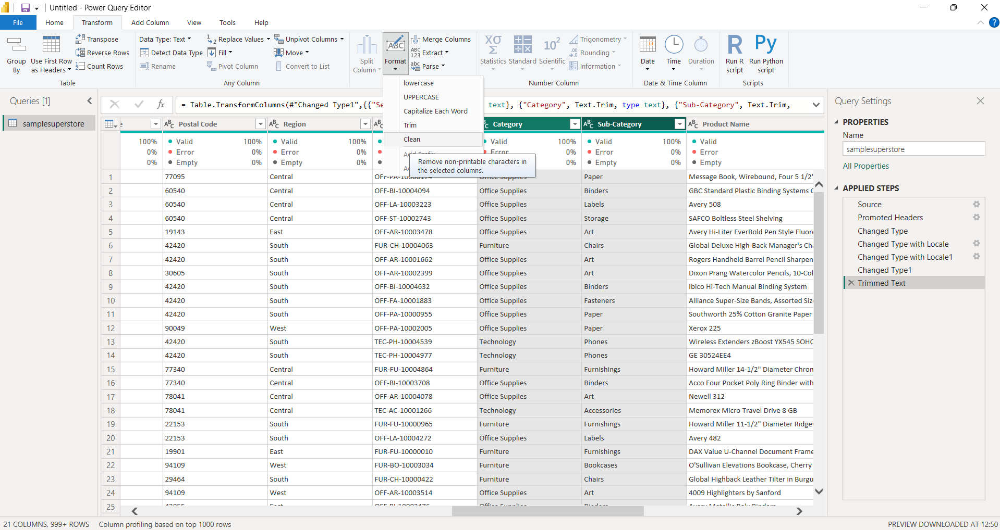 Untitled - Power Query Editor
File Home Transform Add Column View Tools Help
Group By
Use First Row as Headers
Transpose
Reverse Rows
Count Rows
Table
Data Type: Text
Detect Data Type
Rename
Replace Values
Fill
Pivot Column
Unpivot Columns
Move
Convert to List
Any Column
Split Column
Format
Merge Columns
Extract
Parse
Statistics
Standard
Scientific
Trigonometry
Rounding
Information
Number Column
Date
Time
Duration
Date & Time Column
Run R script
Run Python script
Scripts
lowercase
UPPERCASE
Capitalize Each Word
Trim
Clean
Add Prefix
Remove non-printable characters in
the selected columns.
Queries [1]
samplesuperstore
fx
= Table.TransformColumns(#"Changed Type1",{{"Se text}, {"Category", Text.Trim, type text}, {"Sub-Category", Text.Trim,
Postal Code Region Category Sub-Category Product Name
100% Valid 100% Valid 100% Valid 100% Valid 100% Valid
0% Error 0% Error 0% Error 0% Error 0% Error
0% Empty 0% Empty 0% 0% Empty 0% Empty
1 77095 Central OFF-PA-10000174 Office Supplies Paper Message Book, Wirebound, Four 5 1/2"
2 60540 Central OFF-BI-10004094 Office Supplies Binders GBC Standard Plastic Binding Systems C
3 60540 Central OFF-LA-10003223 Office Supplies Labels Avery 508
4 60540 Central OFF-ST-10002743 Office Supplies Storage SAFCO Boltless Steel Shelving
5 19143 East OFF-AR-10003478 Office Supplies Art Avery Hi-Liter EverBold Pen Style Fluore
6 42420 South FUR-CH-10004063 Furniture Chairs Global Deluxe High-Back Manager's Cha
7 42420 South OFF-AR-10001662 Office Supplies Art Rogers Handheld Barrel Pencil Sharpen
8 30605 South OFF-AR-10002399 Office Supplies Art Dixon Prang Watercolor Pencils, 10-Col
9 42420 South OFF-BI-10004632 Office Supplies Binders Ibico Hi-Tech Manual Binding System
10 42420 South OFF-FA-10001883 Office Supplies Fasteners Alliance Super-Size Bands, Assorted Siz
11 42420 South OFF-PA-10000955 Office Supplies Paper Southworth 25% Cotton Granite Paper
12 90049 West OFF-PA-10002005 Office Supplies Paper Xerox 225
13 42420 South TEC-PH-10004539 Technology Phones Wireless Extenders zBoost YX545 SOHO
14 42420 South TEC-PH-10004977 Technology Phones GE 30524EE4
15 77340 Central FUR-FU-10004864 Furniture Furnishings Howard Miller 14-1/2" Diameter Chrom
16 77340 Central OFF-BI-10003708 Office Supplies Binders Acco Four Pocket Poly Ring Binder with
17 78041 Central OFF-AR-10004078 Office Supplies Art Newell 312
18 78041 Central TEC-AC-10001266 Technology Accessories Memorex Micro Travel Drive 8 GB
19 22153 South FUR-FU-10000965 Furniture Furnishings Howard Miller 11-1/2" Diameter Ridge
20 22153 South OFF-LA-10004272 Office Supplies Labels Avery 482
21 19901 East FUR-FU-10000010 Furniture Furnishings DAX Value U-Channel Document Frame
22 94109 West FUR-BO-10003034 Furniture Bookcases O'Sullivan Elevations Bookcase, Cherry
23 29464 South FUR-CH-10000422 Furniture Chairs Global Highback Leather Tilter in Burgu
24 94109 West OFF-AR-10003514 Office Supplies Art 4009 Highlighters by Sanford
25
Query Settings
PROPERTIES
Name
samplesuperstore
All Properties
APPLIED STEPS
Source
Promoted Headers
Changed Type
Changed Type with Locale
Changed Type with Locale1
Changed Type1
Trimmed Text
21 COLUMNS, 999+ ROWS Column profiling based on top 1000 rows PREVIEW DOWNLOADED AT 12:50